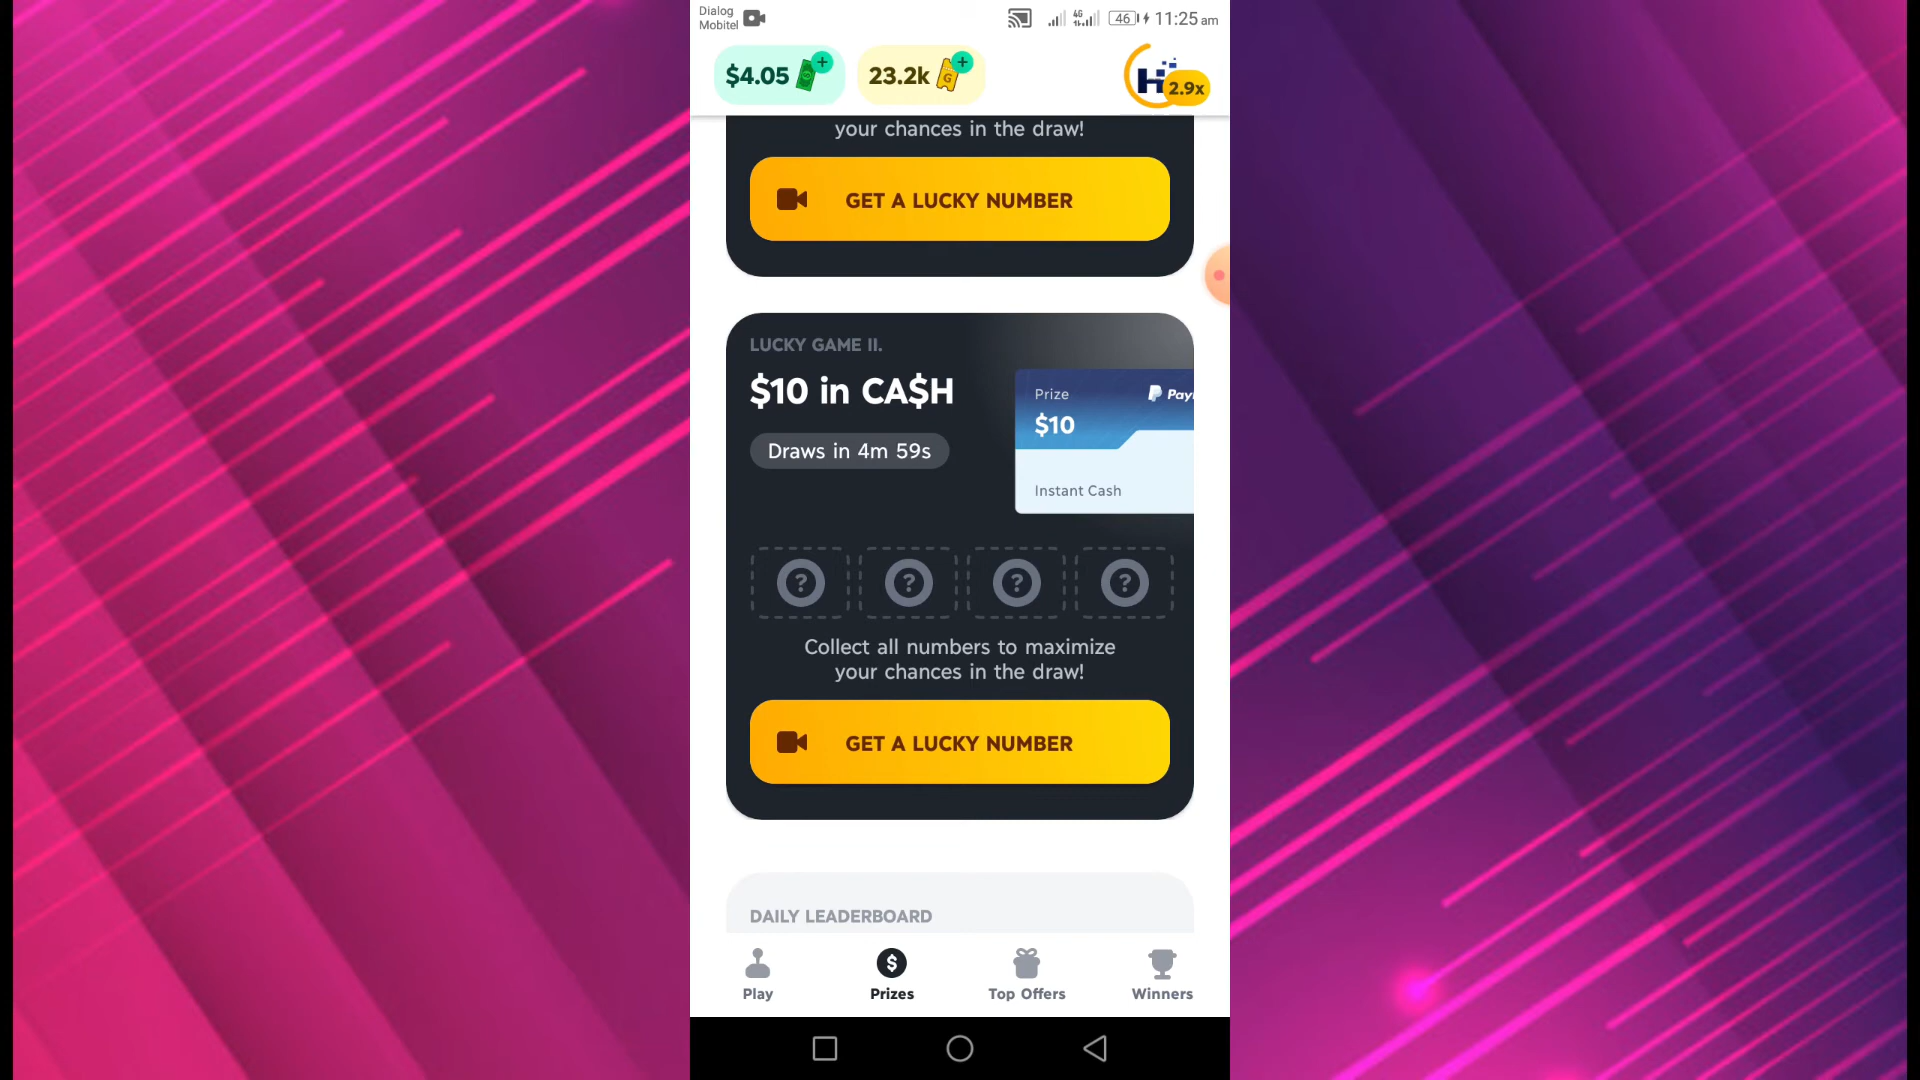 Dialog
Mobitel
4G
46
11:25 am
$4.05
23.2k
G
H
2.9x
your chances in the draw!
GET A LUCKY NUMBER
LUCKY GAME II.
$10 in CA$H
Draws in 4m 59s
Prize
$10
Instant Cash
? ? ? ?
Collect all numbers to maximize
your chances in the draw!
GET A LUCKY NUMBER
DAILY LEADERBOARD
Play
Prizes
Top Offers
Winners